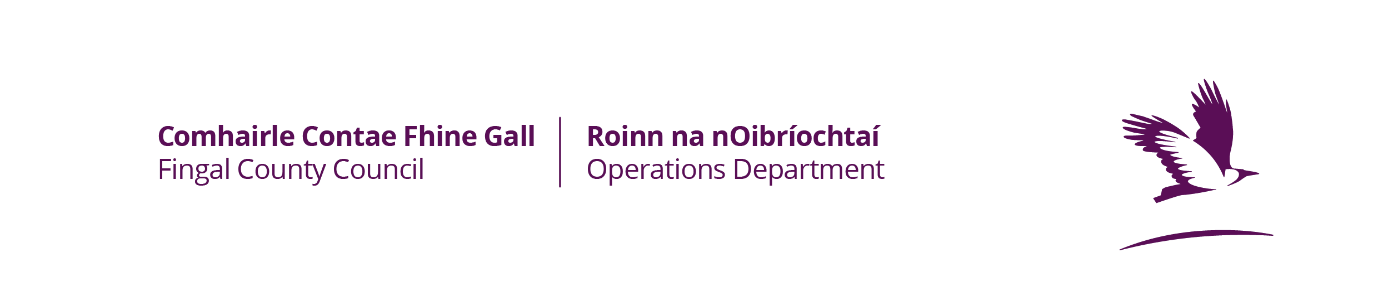 Comhairle Contae Fhine Gall
Fingal County Council
Roinn na nOibríochtaí
Operations Department